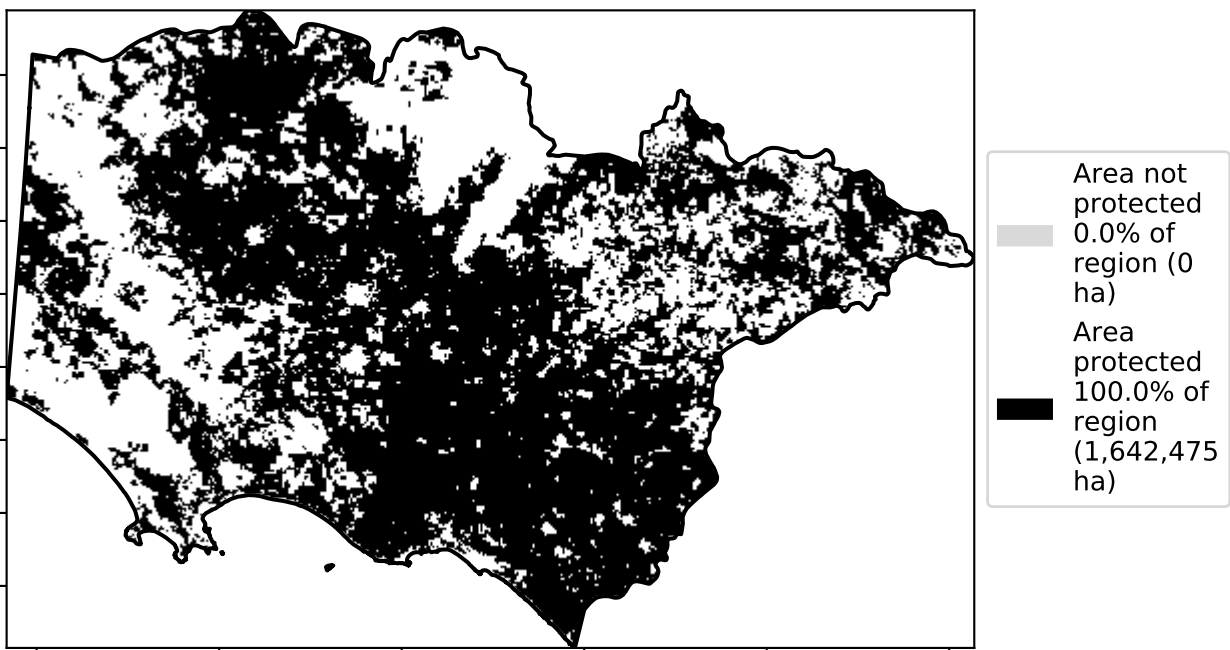 Area not
protected
0.0% of
region (0
ha)
Area
protected
100.0% of
region
(1,642,475
ha)